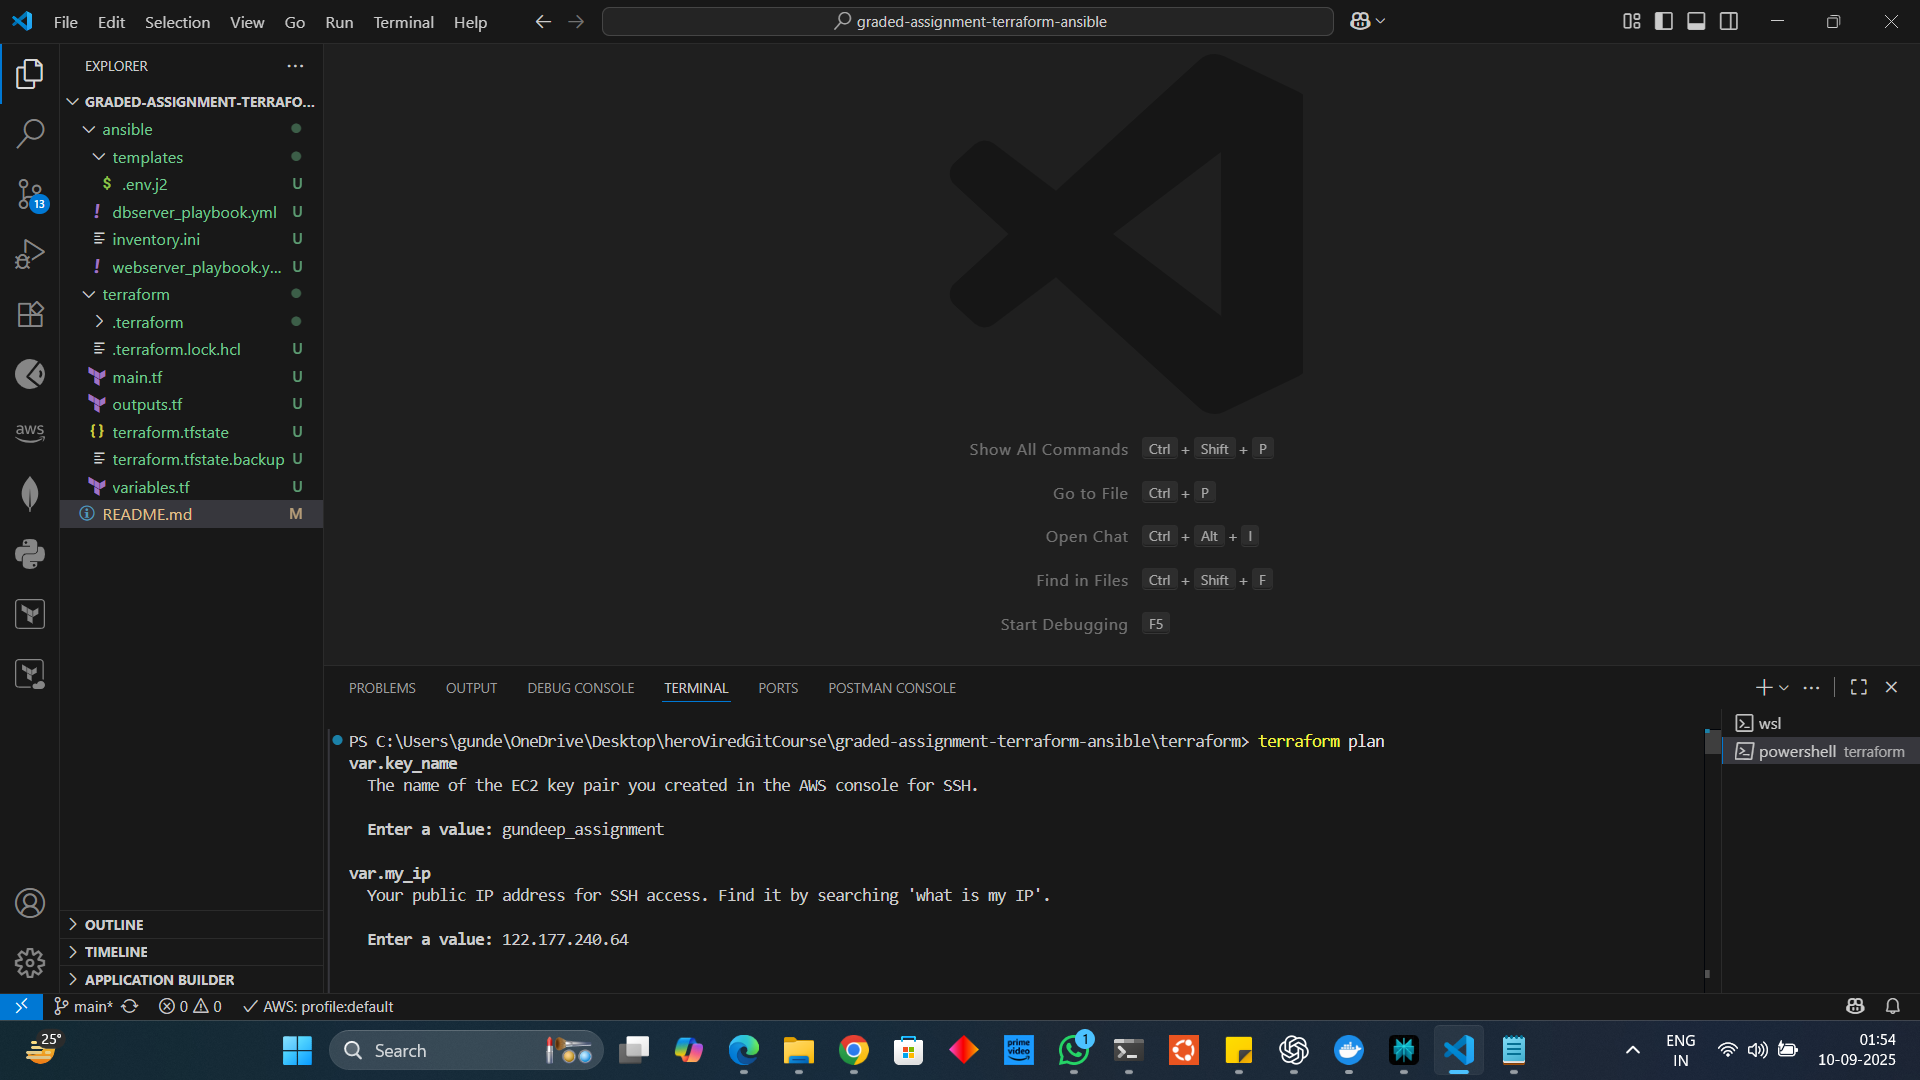 File Edit Selection View Go Run Terminal Help
graded-assignment-terraform-ansible
EXPLORER
GRADED-ASSIGNMENT-TERRAFO...
ansible
templates
$ .env.j2 U
! dbserver_playbook.yml U
inventory.ini U
! webserver_playbook.y... U
terraform
.terraform
.terraform.lock.hcl U
main.tf U
outputs.tf U
{} terraform.tfstate U
terraform.tfstate.backup U
variables.tf U
README.md M
13
aws
OUTLINE
TIMELINE
APPLICATION BUILDER
Show All Commands Ctrl + Shift + P
Go to File Ctrl + P
Open Chat Ctrl + Alt + I
Find in Files Ctrl + Shift + F
Start Debugging F5
PROBLEMS OUTPUT DEBUG CONSOLE TERMINAL PORTS POSTMAN CONSOLE
PS C:\Users\gunde\OneDrive\Desktop\heroViredGitCourse\graded-assignment-terraform-ansible\terraform> terraform plan
var.key_name
The name of the EC2 key pair you created in the AWS console for SSH.
Enter a value: gundeep_assignment
var.my_ip
Your public IP address for SSH access. Find it by searching 'what is my IP'.
Enter a value: 122.177.240.64
wsl
powershell terraform
main* 0 0 AWS: profile:default
25°
Search
prime video
1
ENG
IN
01:54
10-09-2025